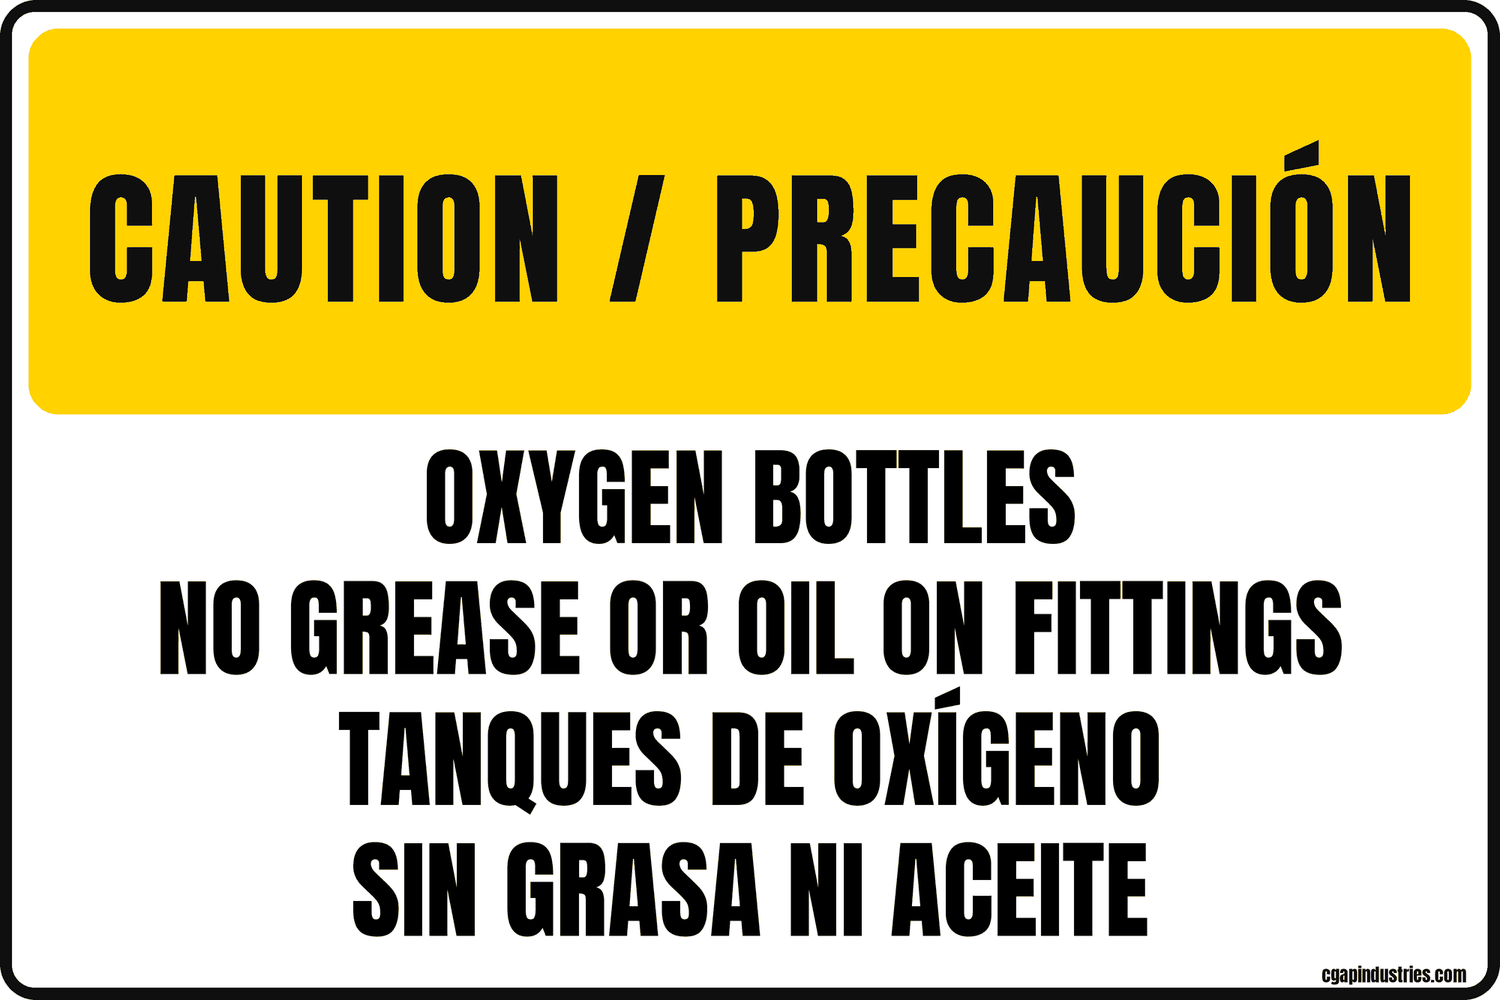 CAUTION / PRECAUCIÓN
OXYGEN BOTTLES
NO GREASE OR OIL ON FITTINGS
TANQUES DE OXÍGENO
SIN GRASA NI ACEITE
cgapindustries.com